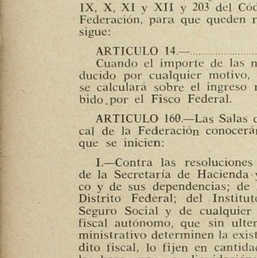 IX, X, XI y XII y 203 del Cód
Federación, para que queden r
sigue:
ARTICULO 14.—....................
Cuando el importe de las n
ducido por cualquier motivo,
se calculará sobre el ingreso r
bido por el Fisco Federal.
ARTICULO 160.—Las Salas d
cal de la Federación conocerá
que se inicien:
I.—Contra las resoluciones
de la Secretaría de Hacienda y
co y de sus dependencias; de
Distrito Federal; del Institut
Seguro Social y de cualquier
fiscal autónomo, que sin ulter
ministrativo determinen la exist
dito fiscal, lo fijen en cantidad